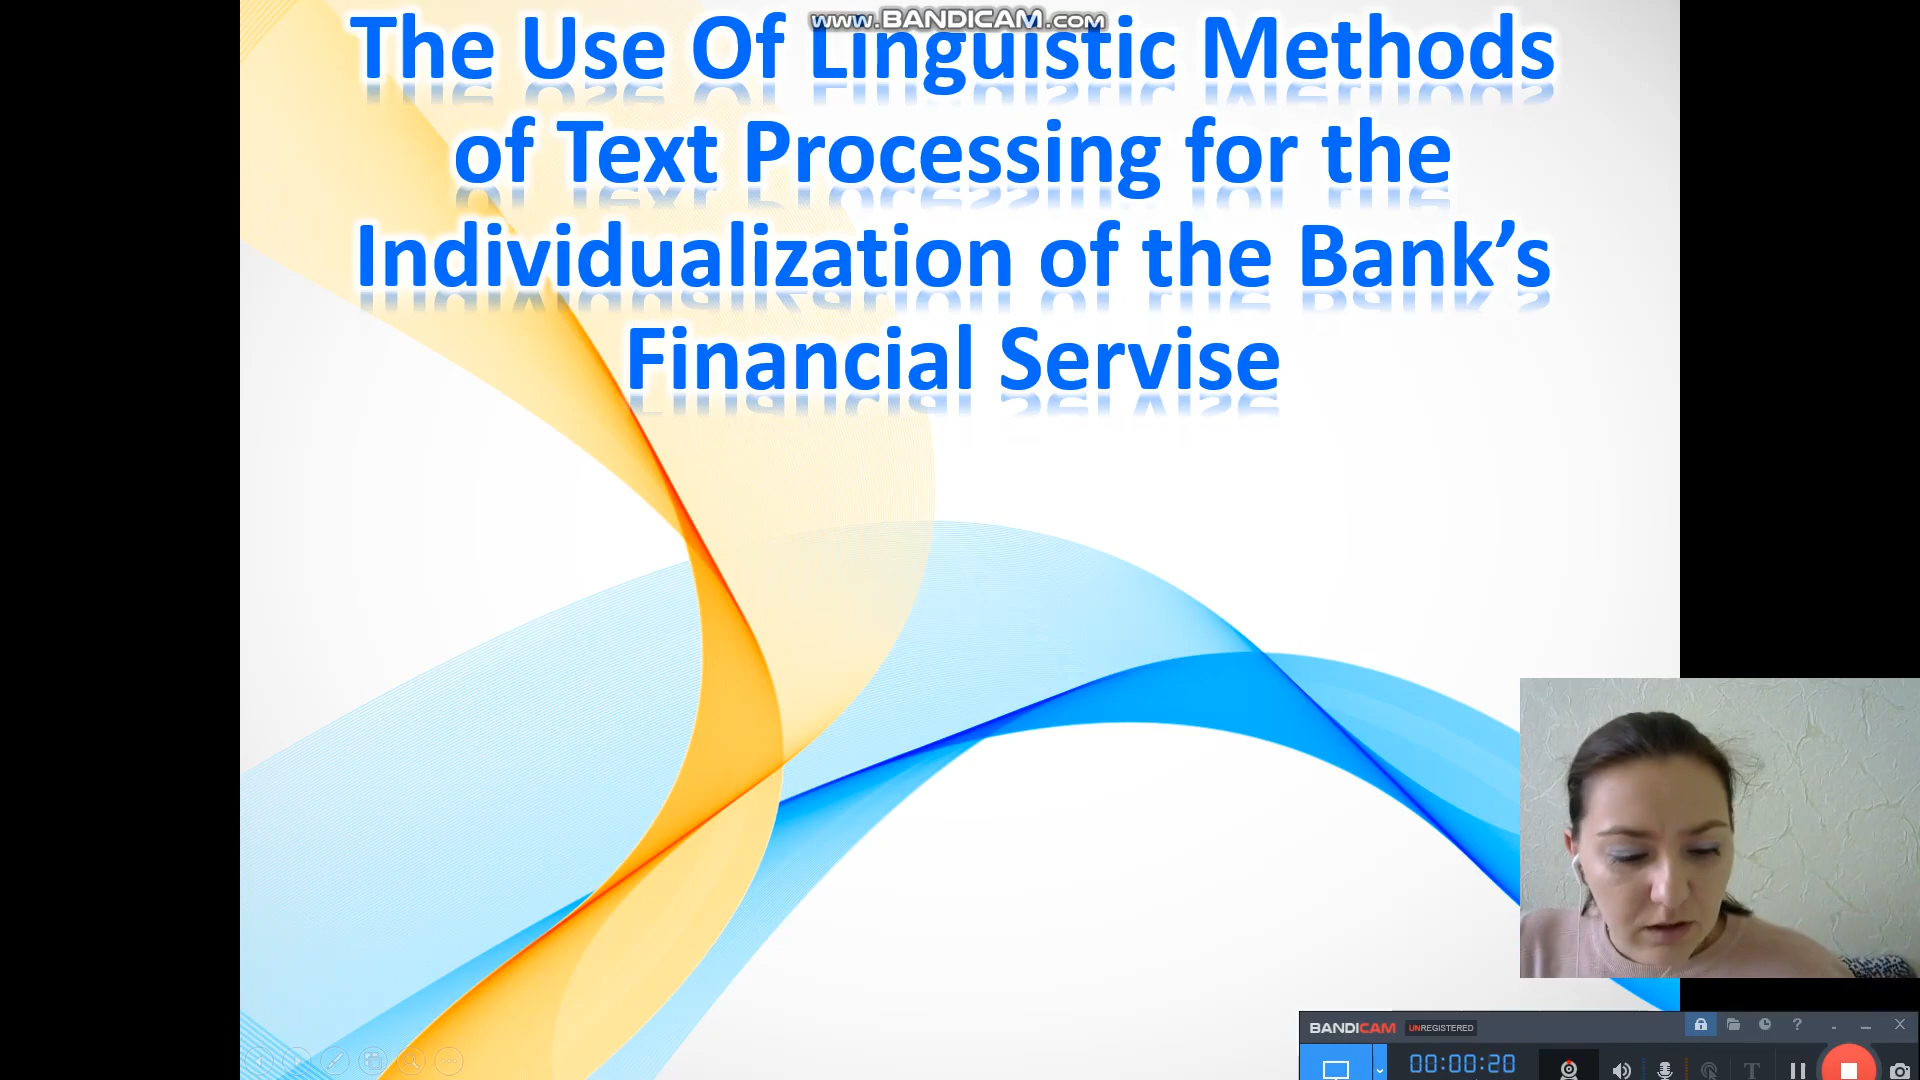 www.BANDICAM.com
The Use Of Linguistic Methods
of Text Processing for the
Individualization of the Bank’s
Financial Servise
BANDICAM UNREGISTERED
00:00:20